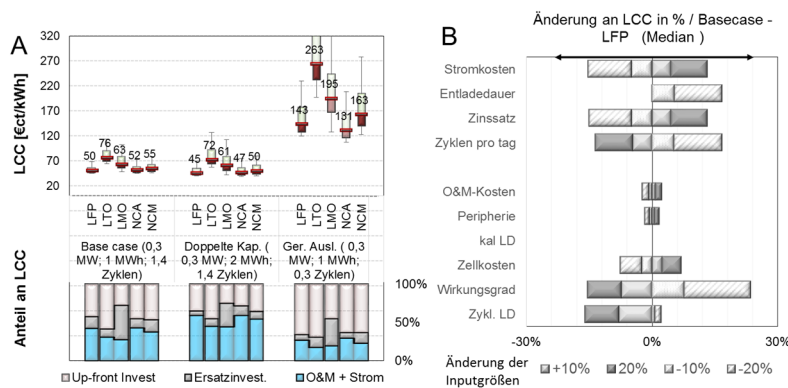 A
LCC [€ct/kWh]
320
270
220
170
120
70
20
50
76
63
52
55
45
72
61
47
50
143
263
195
131
163
LFP
LTO
LMO
NCA
NCM
LFP
LTO
LMO
NCA
NCM
LFP
LTO
LMO
NCA
NCM
Base case (0,3 MW; 1 MWh; 1,4 Zyklen)
Doppelte Kap. ( 0,3 MW; 2 MWh; 1,4 Zyklen)
Ger. Ausl. ( 0,3 MW; 1 MWh; 0,3 Zyklen)
Anteil an LCC
100%
50%
0%
Up-front Invest
Ersatzinvest.
O&M + Strom
B
Änderung an LCC in % / Basecase -
LFP (Median )
Stromkosten
Entladedauer
Zinssatz
Zyklen pro tag
O&M-Kosten
Peripherie
kal LD
Zellkosten
Wirkungsgrad
Zykl. LD
-30%
0%
30%
Änderung der
Inputgrößen
+10%
20%
-10%
-20%